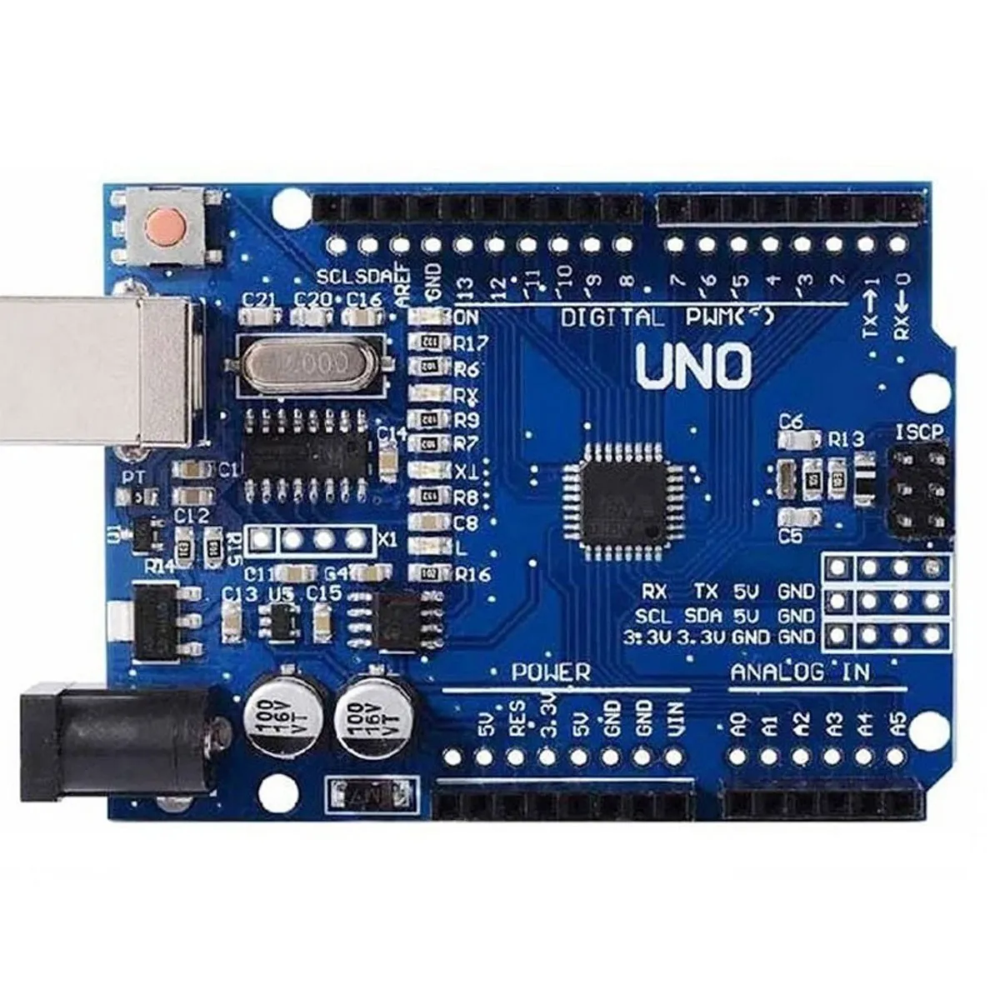 SCL SDA AREF GND 13 12 ~11 ~10 ~9 8 7 ~6 ~5 4 ~3 2 TX→1 RX←0
DIGITAL PWM(~)
UNO
C21 C20 C16
ON
R17
R6
RX
R9
R7
TX
R8
C8
L
R16
C14
C1
PT
C12
R14
R15
X1
C11
C13 U5 C15
C6
R13
ISCP
C5
RX TX 5V GND
SCL SDA 5V GND
3.3V 3.3V GND GND
POWER
ANALOG IN
5V RES 3.3V 5V GND GND VIN
A0 A1 A2 A3 A4 A5
100
16V
VT
100
16V
VT